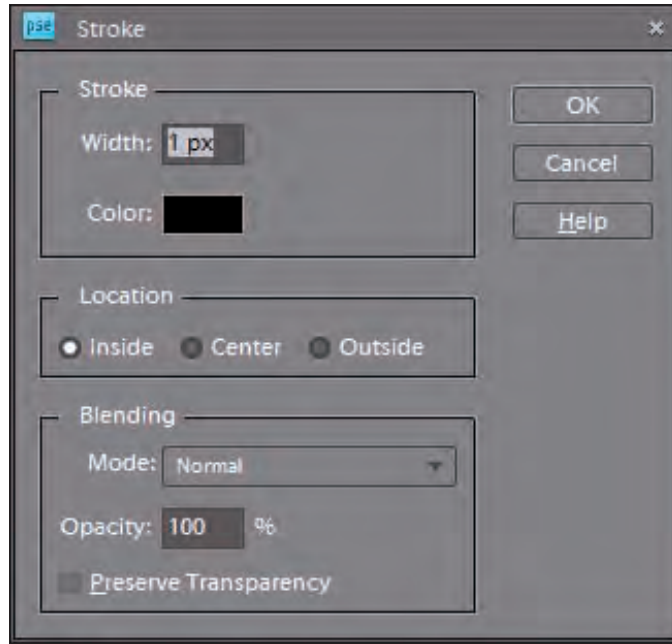 pse Stroke
Stroke
Width: 1 px
Color:
OK
Cancel
Help
Location
Inside Center Outside
Blending
Mode: Normal
Opacity: 100 %
Preserve Transparency